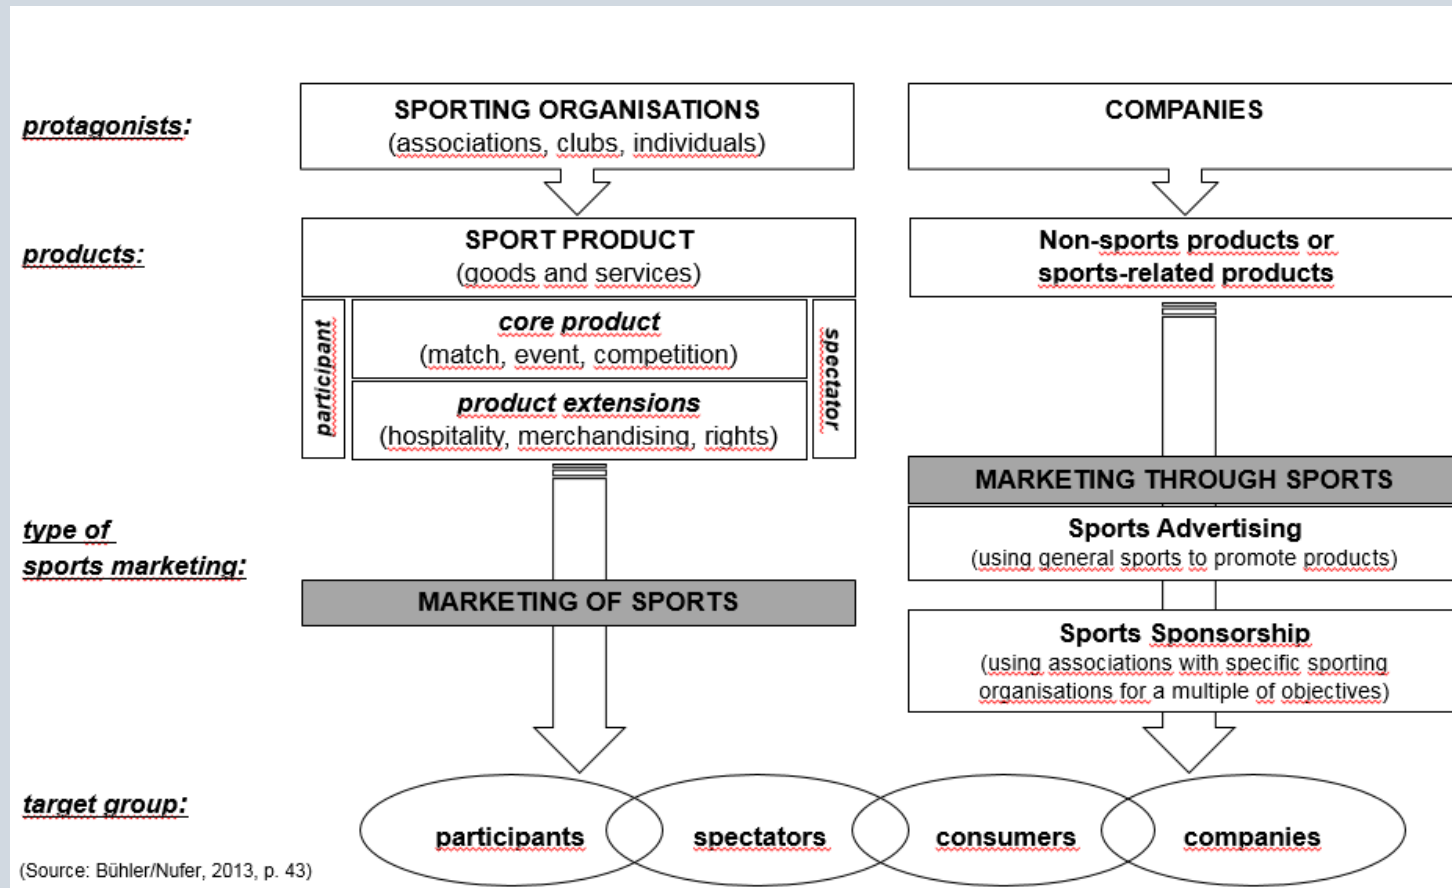 protagonists:
SPORTING ORGANISATIONS
(associations, clubs, individuals)
COMPANIES
products:
SPORT PRODUCT
(goods and services)
Non-sports products or
sports-related products
participant
core product
(match, event, competition)
product extensions
(hospitality, merchandising, rights)
spectator
type of
sports marketing:
MARKETING OF SPORTS
MARKETING THROUGH SPORTS
Sports Advertising
(using general sports to promote products)
Sports Sponsorship
(using associations with specific sporting
organisations for a multiple of objectives)
target group:
participants
spectators
consumers
companies
(Source: Bühler/Nufer, 2013, p. 43)